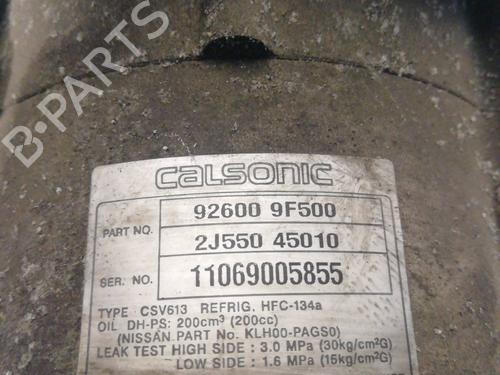 B-PARTS
CALSONIC
PART NO.
92600 9F500
2J550 45010
SER. NO. 11069005855
TYPE CSV613 REFRIG. HFC-134a
OIL DH-PS: 200cm³ (200cc)
(NISSAN PART No. KLH00-PAGS0)
LEAK TEST HIGH SIDE : 3.0 MPa (30kg/cm²G)
LOW SIDE : 1.6 MPa (16kg/cm²G)